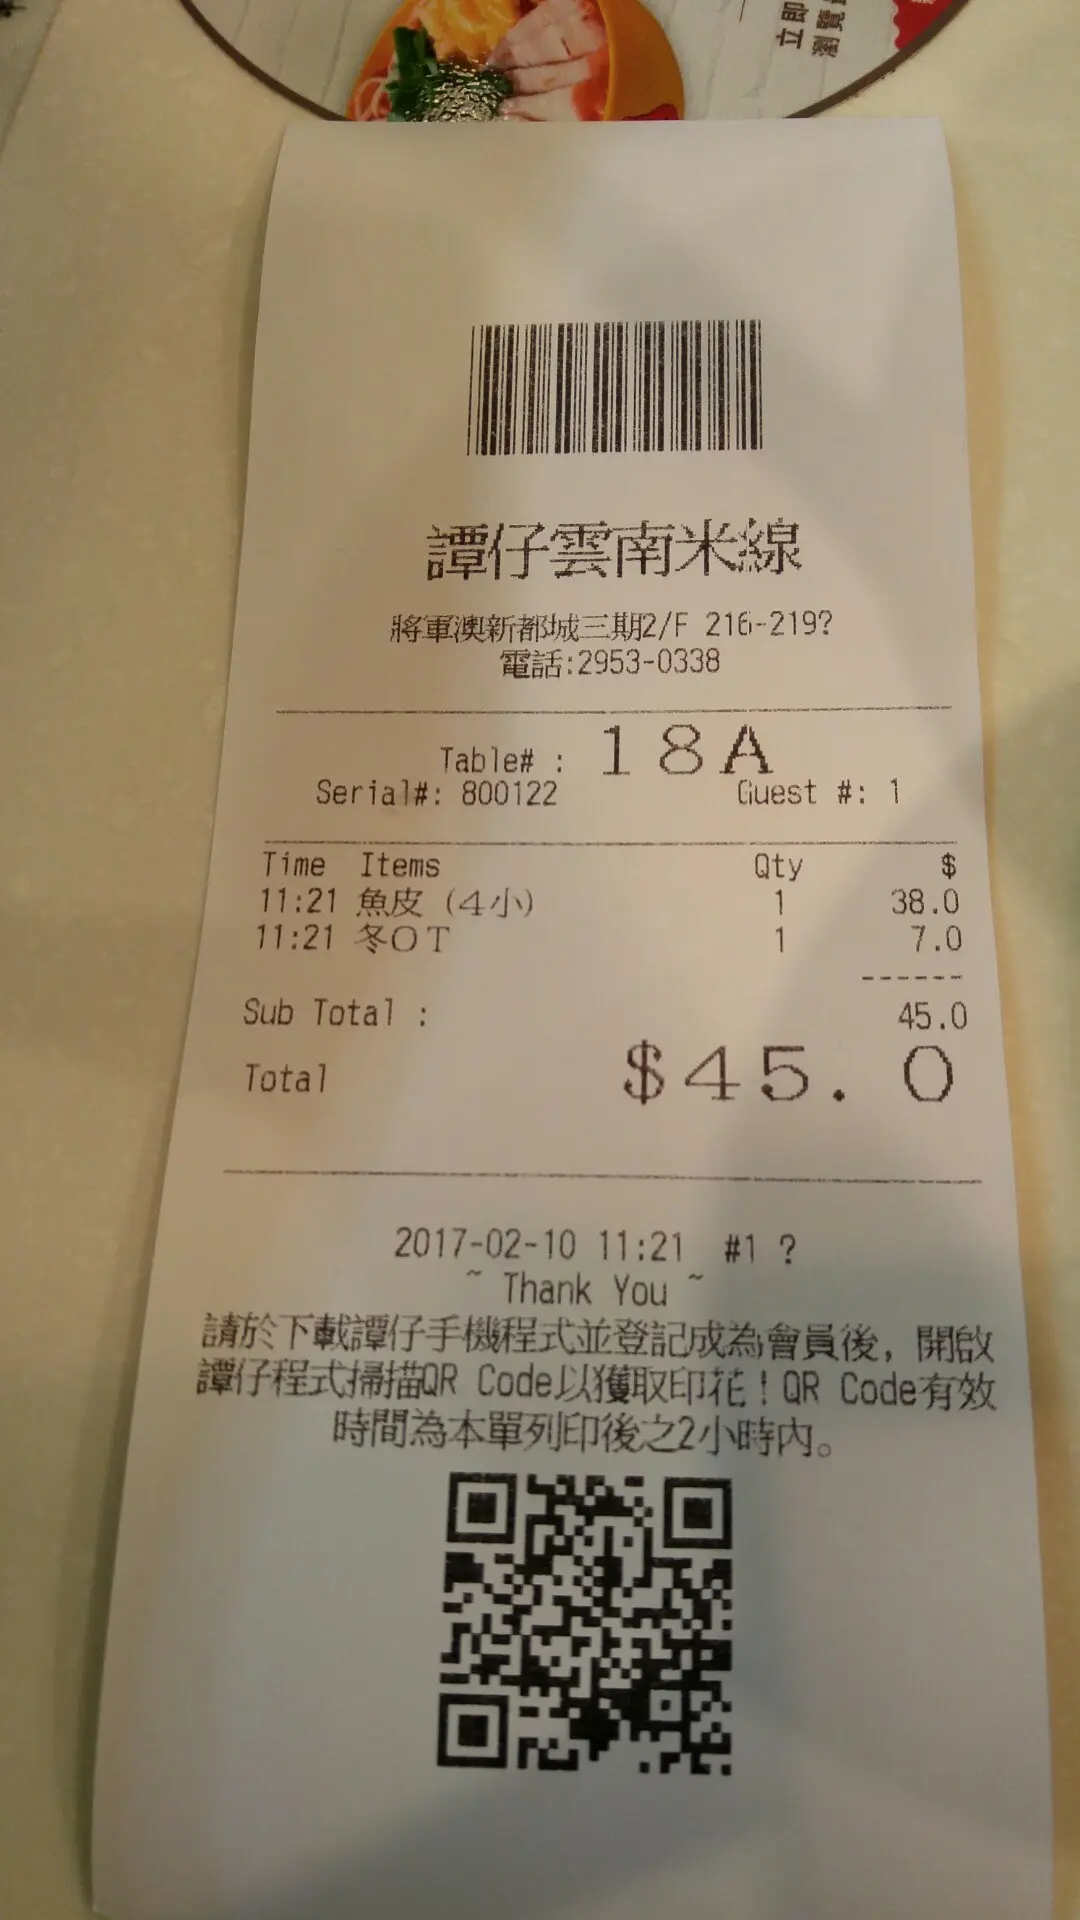 立即
瀏覽
譚仔雲南米線
將軍澳新都城三期2/F 216-219?
電話:2953-0338
Table# : 18A
Serial#: 800122 Guest #: 1
Time Items Qty $
11:21 魚皮 (4小) 1 38.0
11:21 冬OT 1 7.0
------
Sub Total : 45.0
Total $45.0
2017-02-10 11:21 #1 ?
~ Thank You ~
請於下載譚仔手機程式並登記成為會員後，開啟
譚仔程式掃描QR Code以獲取印花！QR Code有效
時間為本單列印後之2小時內。